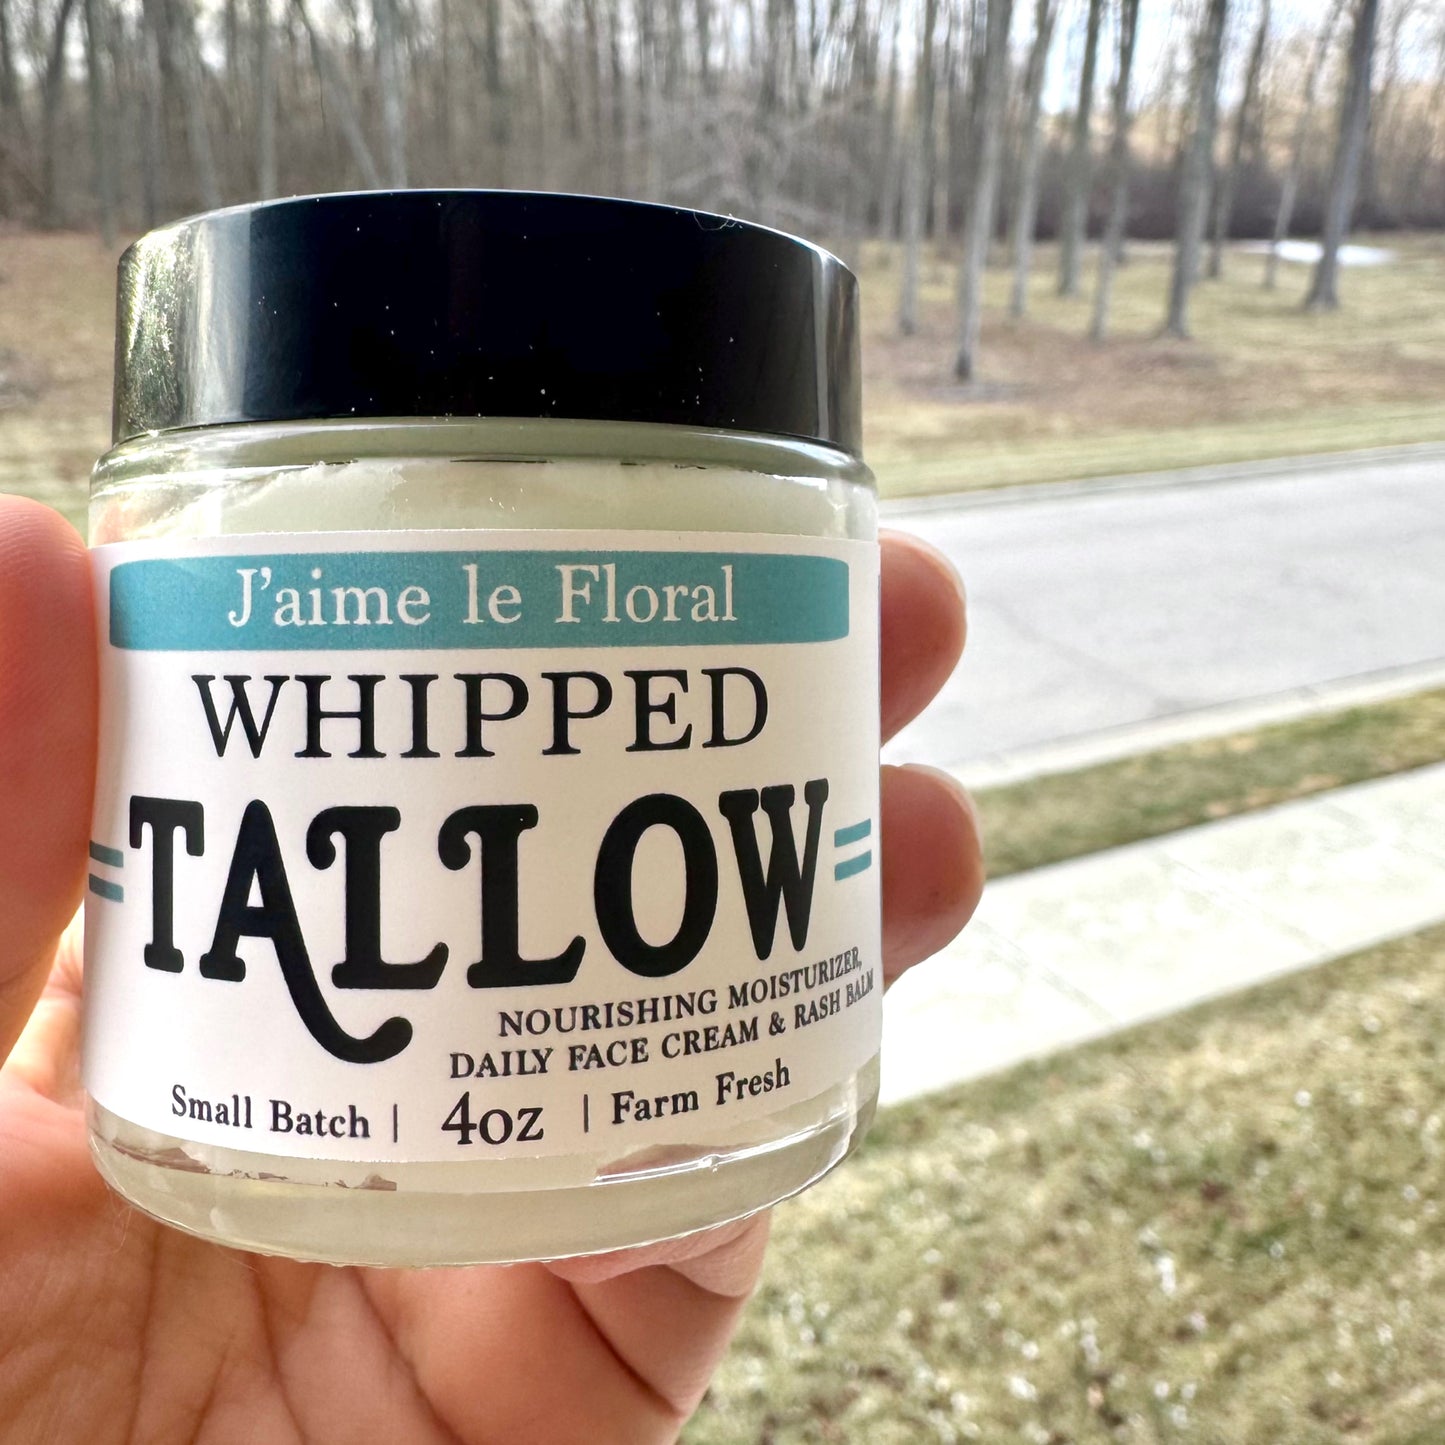 J'aime le Floral
WHIPPED
TALLOW
NOURISHING MOISTURIZER,
DAILY FACE CREAM & RASH BALM
Small Batch | 4oz | Farm Fresh